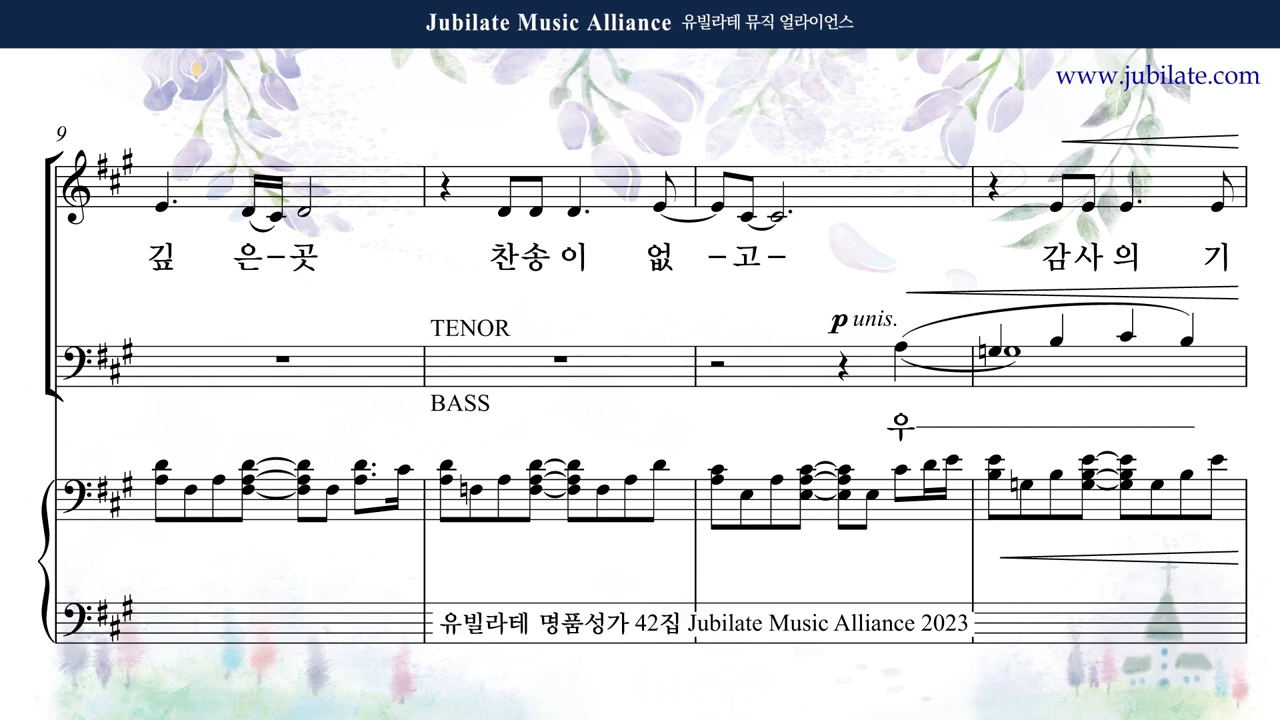 Jubilate Music Alliance 유빌라테 뮤직 얼라이언스
www.jubilate.com
9
깊 은-곳 찬송이 없 -고- 감사의 기
TENOR
p unis.
BASS
우
유빌라테 명품성가 42집 Jubilate Music Alliance 2023